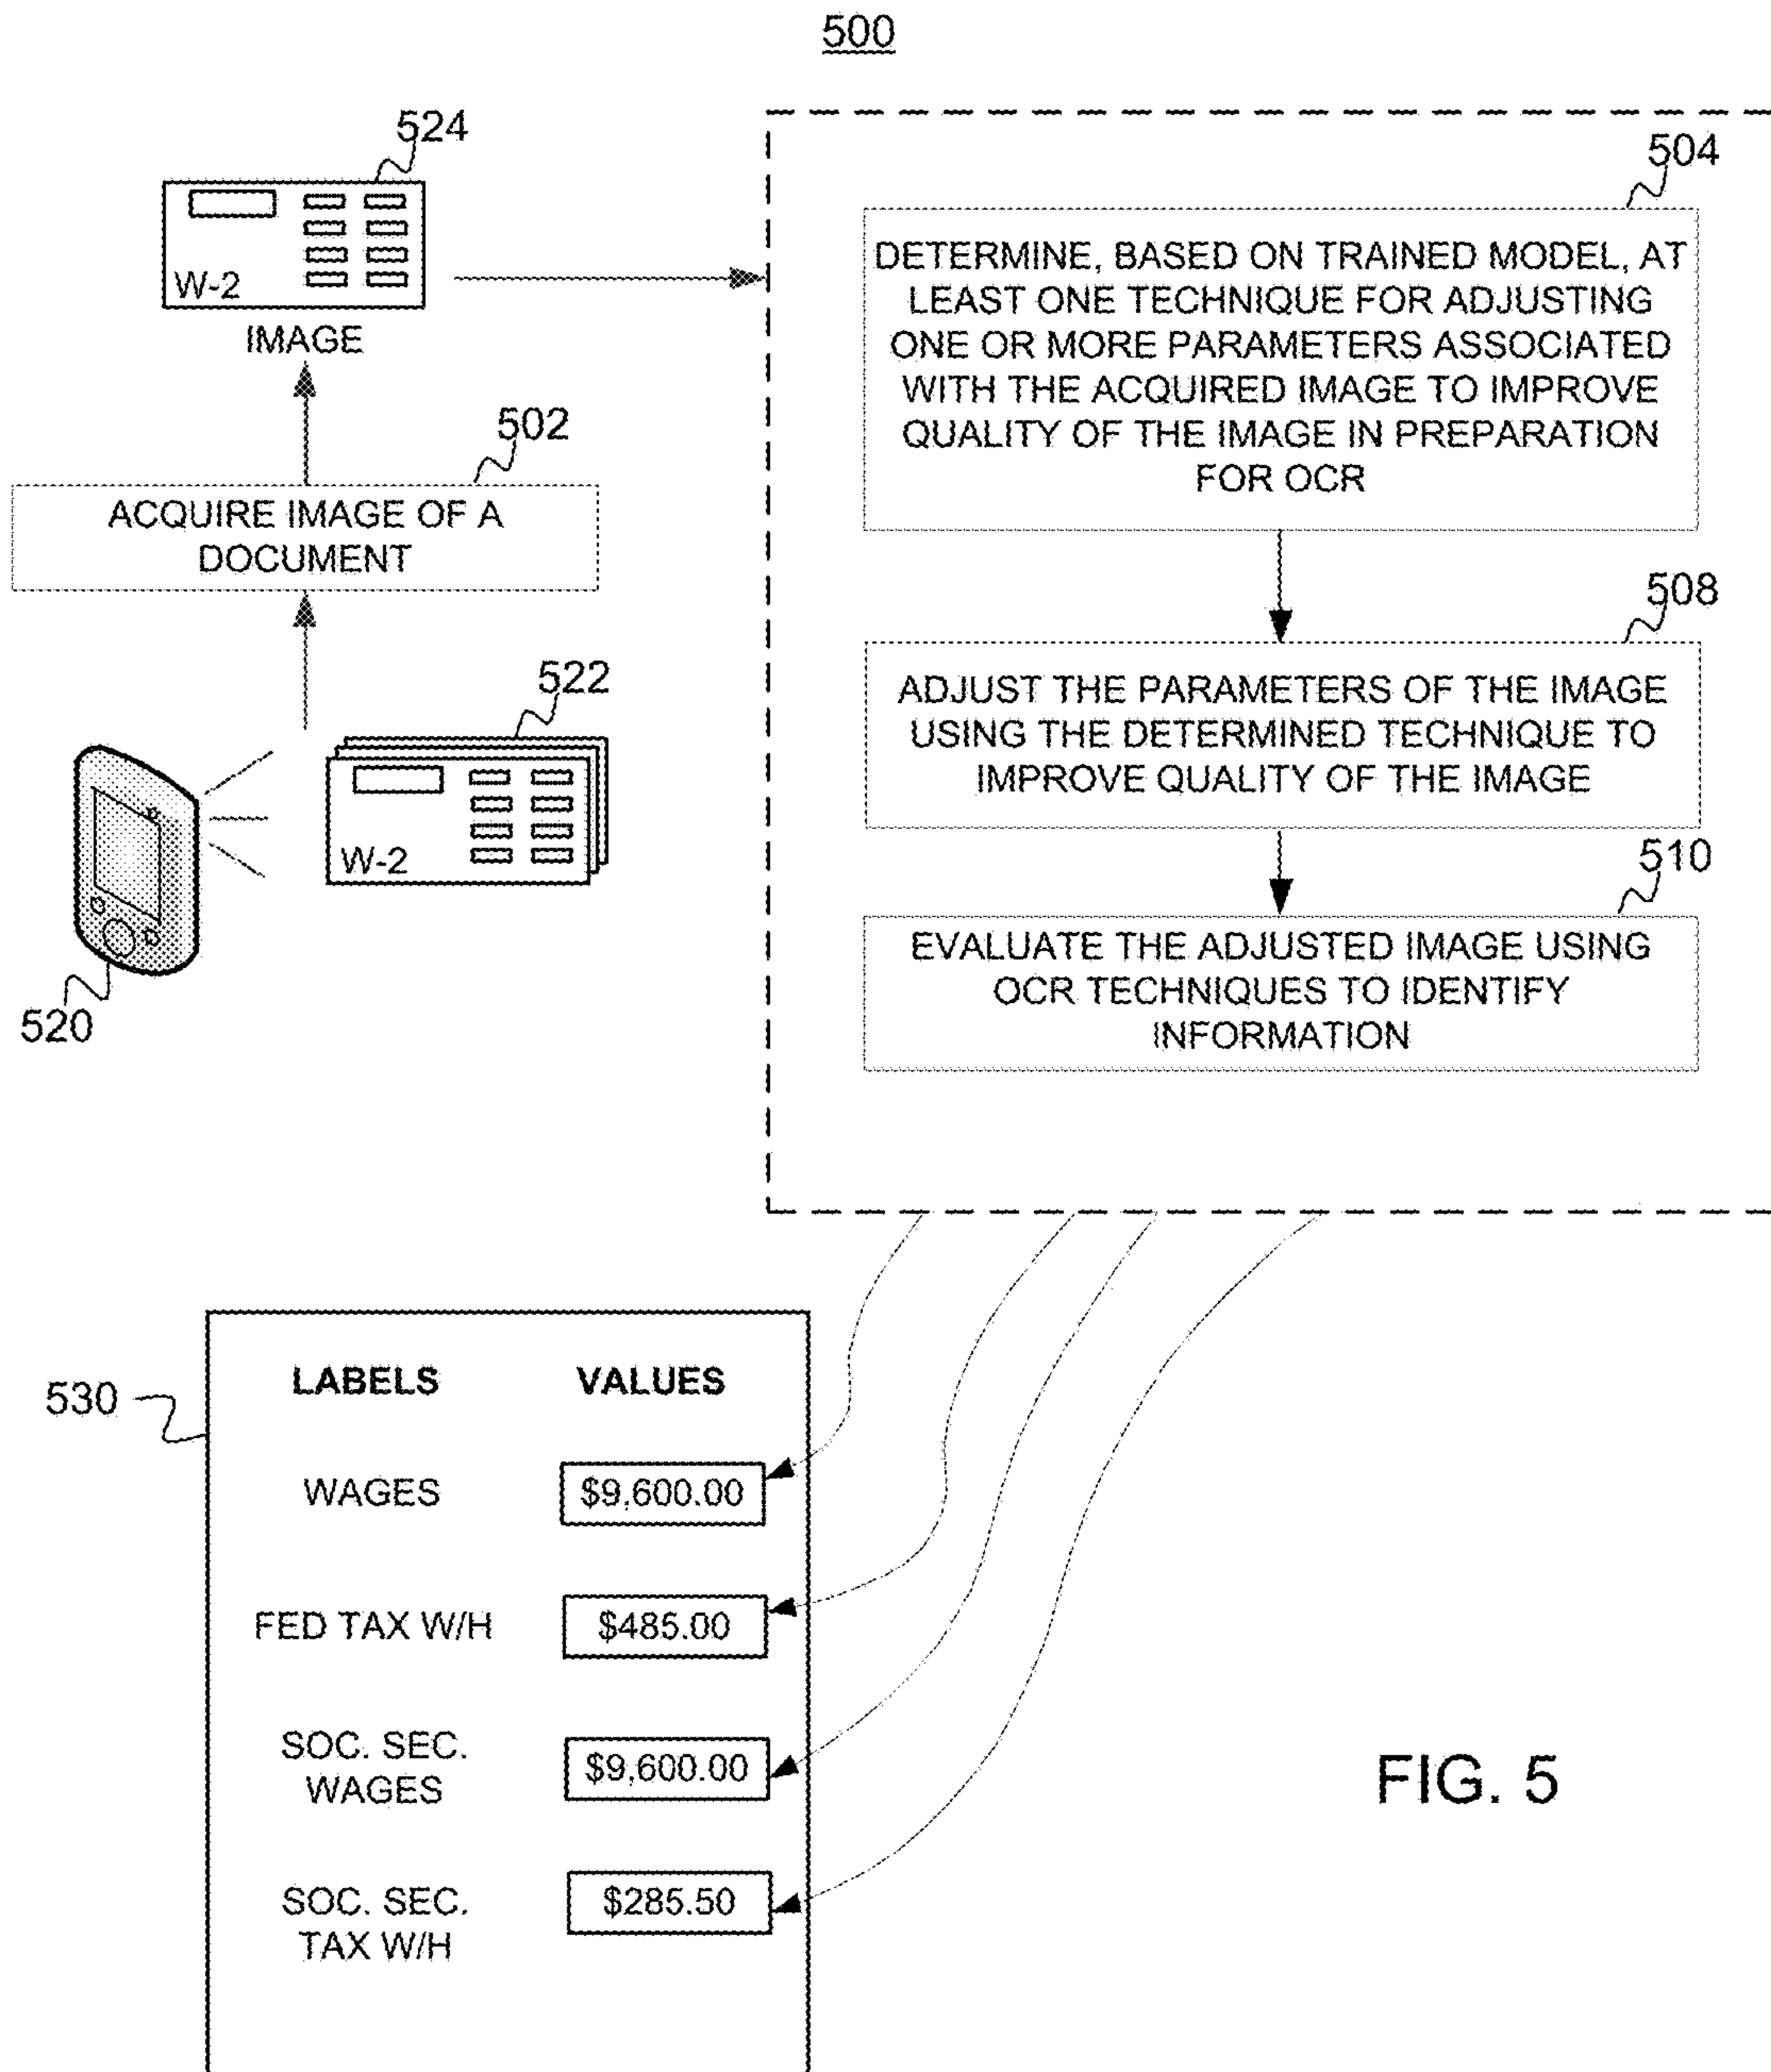 500
524
W-2
IMAGE
502
ACQUIRE IMAGE OF A
DOCUMENT
522
W-2
520
504
DETERMINE, BASED ON TRAINED MODEL, AT
LEAST ONE TECHNIQUE FOR ADJUSTING
ONE OR MORE PARAMETERS ASSOCIATED
WITH THE ACQUIRED IMAGE TO IMPROVE
QUALITY OF THE IMAGE IN PREPARATION
FOR OCR
508
ADJUST THE PARAMETERS OF THE IMAGE
USING THE DETERMINED TECHNIQUE TO
IMPROVE QUALITY OF THE IMAGE
510
EVALUATE THE ADJUSTED IMAGE USING
OCR TECHNIQUES TO IDENTIFY
INFORMATION
530
LABELS VALUES
WAGES $9,600.00
FED TAX W/H $485.00
SOC. SEC.
WAGES $9,600.00
SOC. SEC.
TAX W/H $285.50
FIG. 5